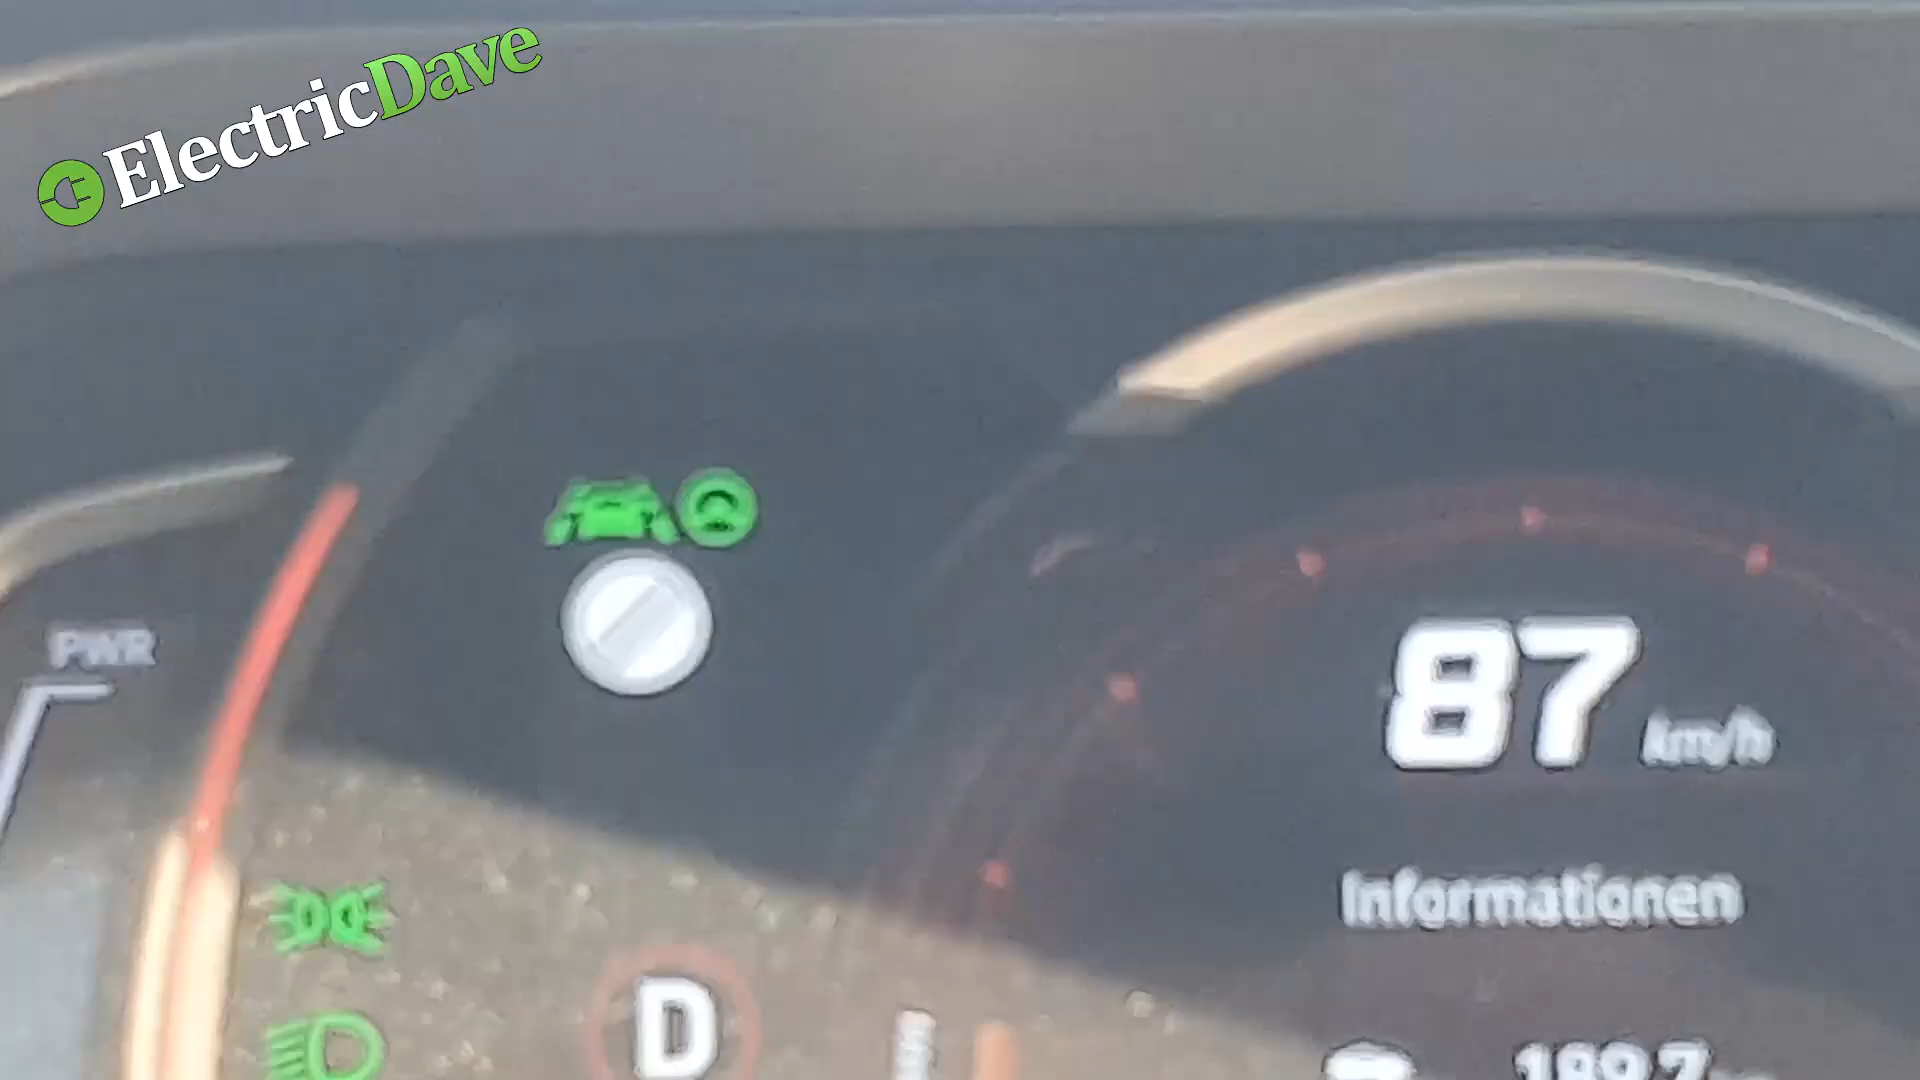 ElectricDave
PWR
87 km/h
Informationen
D